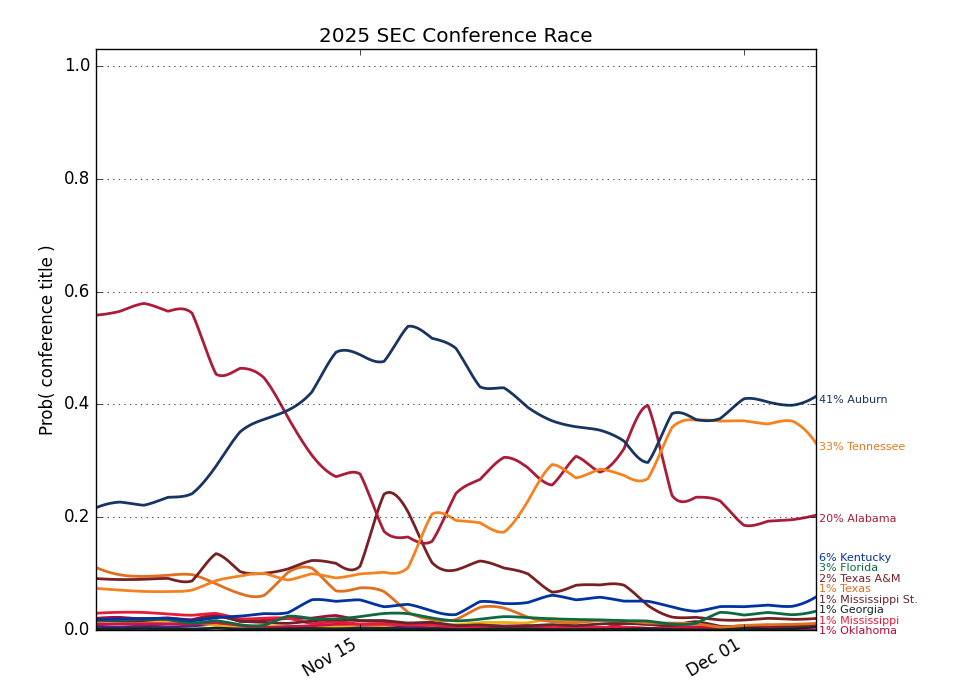 2025 SEC Conference Race
Prob( conference title )
1.0
0.8
0.6
0.4
0.2
0.0
Nov 15
Dec 01
41% Auburn
33% Tennessee
20% Alabama
6% Kentucky
3% Florida
2% Texas A&M
1% Texas
1% Mississippi St.
1% Georgia
1% Mississippi
1% Oklahoma